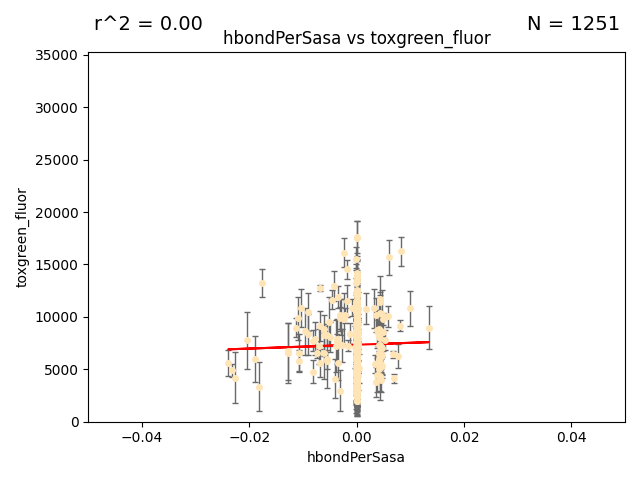 r^2 = 0.00
N = 1251
hbondPerSasa vs toxgreen_fluor
35000
30000
25000
20000
15000
10000
5000
0
toxgreen_fluor
−0.04
−0.02
0.00
0.02
0.04
hbondPerSasa